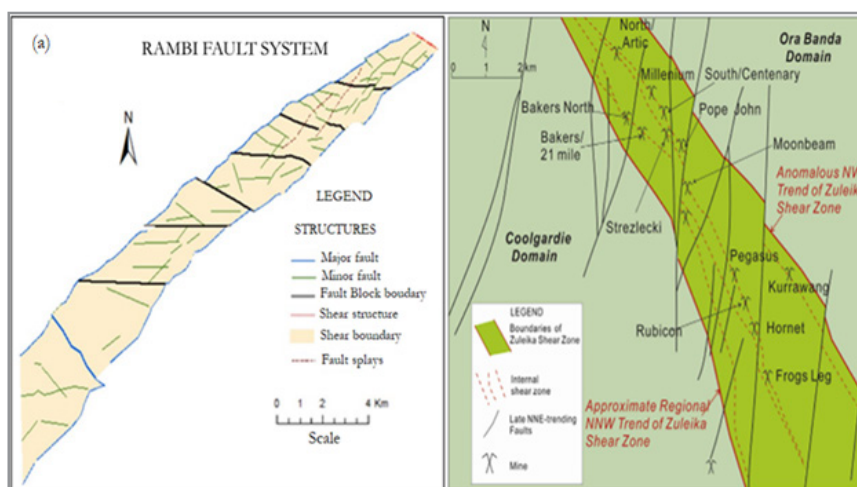 (a)
RAMBI FAULT SYSTEM
N
LEGEND
STRUCTURES
Major fault
Minor fault
Fault Block boudary
Shear structure
Shear boundary
Fault splays
0 1 2 4 Km
Scale
N
0 1 2km
North/
Artic
Ora Banda
Domain
Millenium
South/Centenary
Bakers North
Pope John
Bakers/
21 mile
Moonbeam
Anomalous NW
Trend of Zuleika
Shear Zone
Strezlecki
Coolgardie
Domain
Pegasus
Kurrawang
Rubicon
Hornet
Frogs Leg
Approximate Regional
NNW Trend of Zuleika
Shear Zone
LEGEND
Boundaries of
Zuleika Shear Zone
Internal
shear zone
Late NNE-trending
Faults
Mine